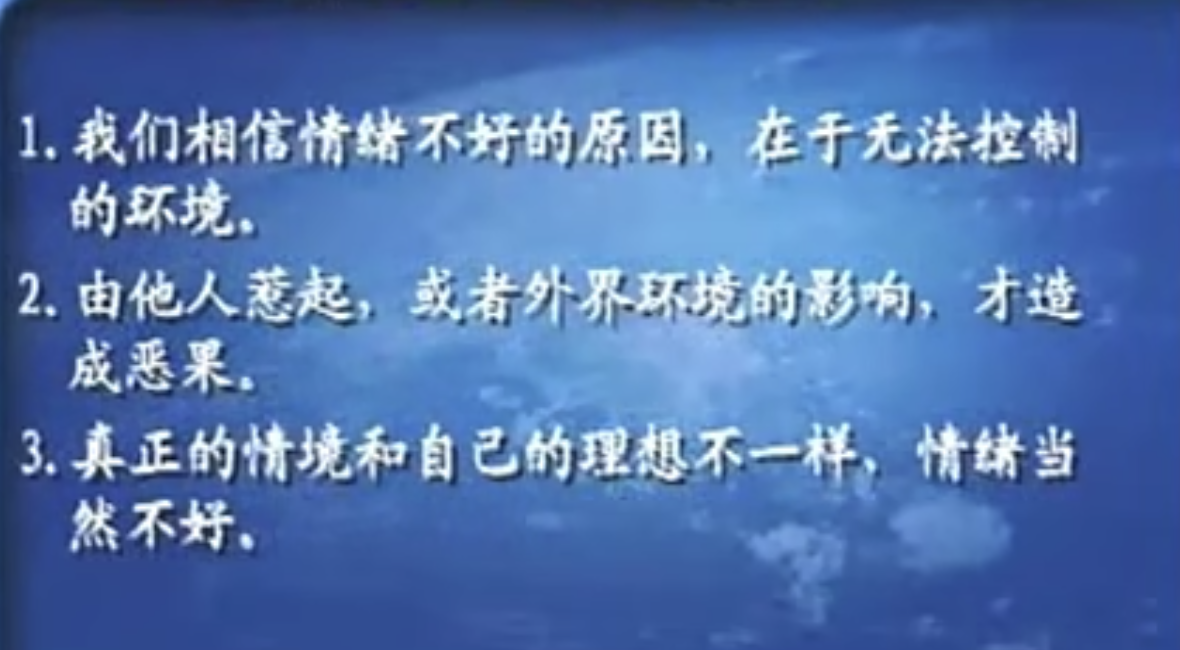 1. 我们相信情绪不好的原因，在于无法控制
的环境。
2. 由他人惹起，或者外界环境的影响，才造
成恶果。
3. 真正的情境和自己的理想不一样，情绪当
然不好。